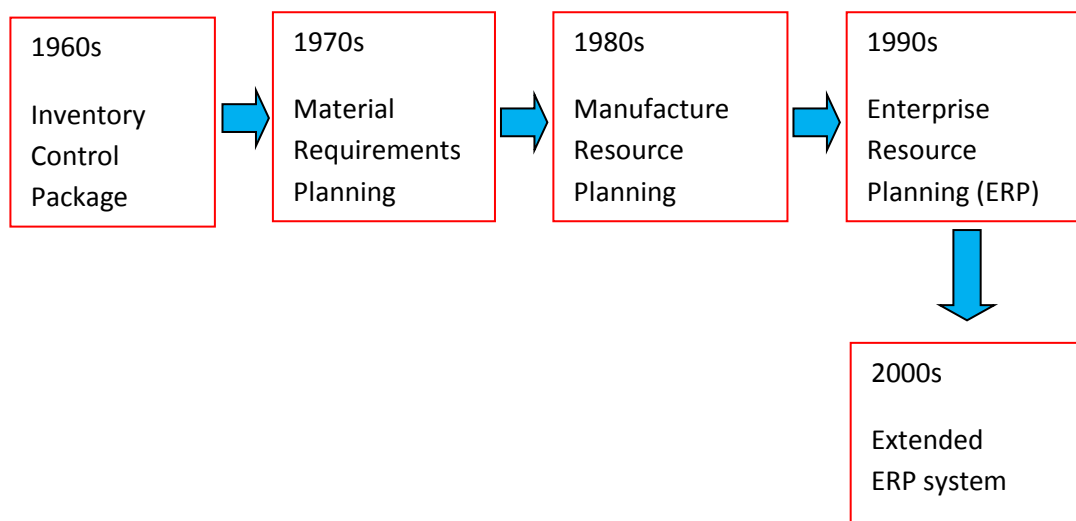 1960s
Inventory
Control
Package
1970s
Material
Requirements
Planning
1980s
Manufacture
Resource
Planning
1990s
Enterprise
Resource
Planning (ERP)
2000s
Extended
ERP system